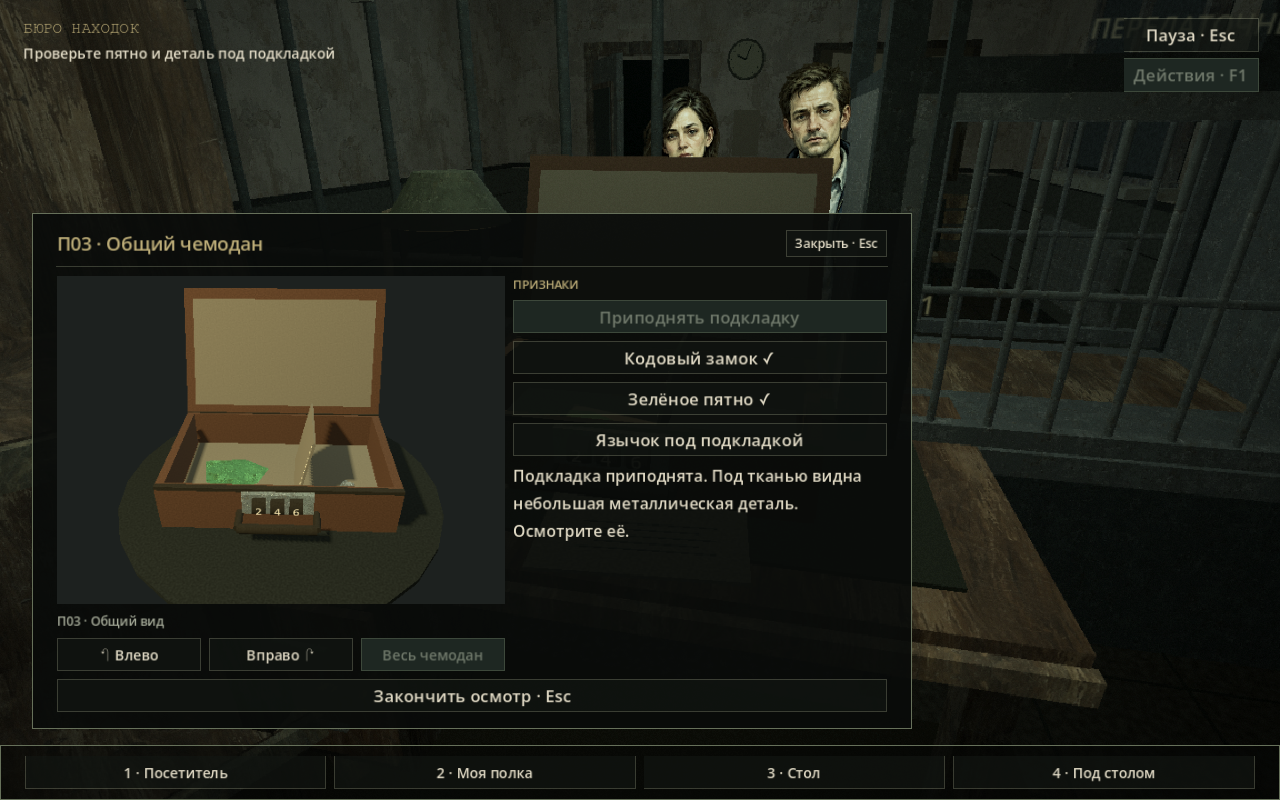 БЮРО НАХОДОК
Проверьте пятно и деталь под подкладкой
Пауза · Esc
Действия · F1
П03 · Общий чемодан
Закрыть · Esc
ПРИЗНАКИ
Приподнять подкладку
Кодовый замок ✓
Зелёное пятно ✓
Язычок под подкладкой
Подкладка приподнята. Под тканью видна
небольшая металлическая деталь.
Осмотрите её.
2 4 6
П03 · Общий вид
Влево
Вправо
Весь чемодан
Закончить осмотр · Esc
1 · Посетитель
2 · Моя полка
3 · Стол
4 · Под столом